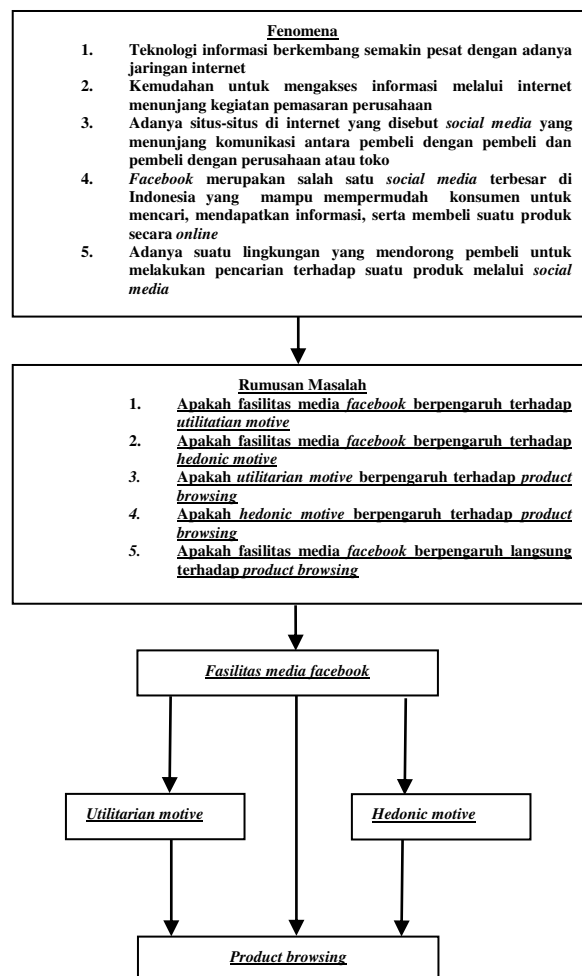 Fenomena
1. Teknologi informasi berkembang semakin pesat dengan adanya
jaringan internet
2. Kemudahan untuk mengakses informasi melalui internet
menunjang kegiatan pemasaran perusahaan
3. Adanya situs-situs di internet yang disebut social media yang
menunjang komunikasi antara pembeli dengan pembeli dan
pembeli dengan perusahaan atau toko
4. Facebook merupakan salah satu social media terbesar di
Indonesia yang mampu mempermudah konsumen untuk
mencari, mendapatkan informasi, serta membeli suatu produk
secara online
5. Adanya suatu lingkungan yang mendorong pembeli untuk
melakukan pencarian terhadap suatu produk melalui social
media
Rumusan Masalah
1. Apakah fasilitas media facebook berpengaruh terhadap
utilitatian motive
2. Apakah fasilitas media facebook berpengaruh terhadap
hedonic motive
3. Apakah utilitarian motive berpengaruh terhadap product
browsing
4. Apakah hedonic motive berpengaruh terhadap product
browsing
5. Apakah fasilitas media facebook berpengaruh langsung
terhadap product browsing
Fasilitas media facebook
Utilitarian motive
Hedonic motive
Product browsing